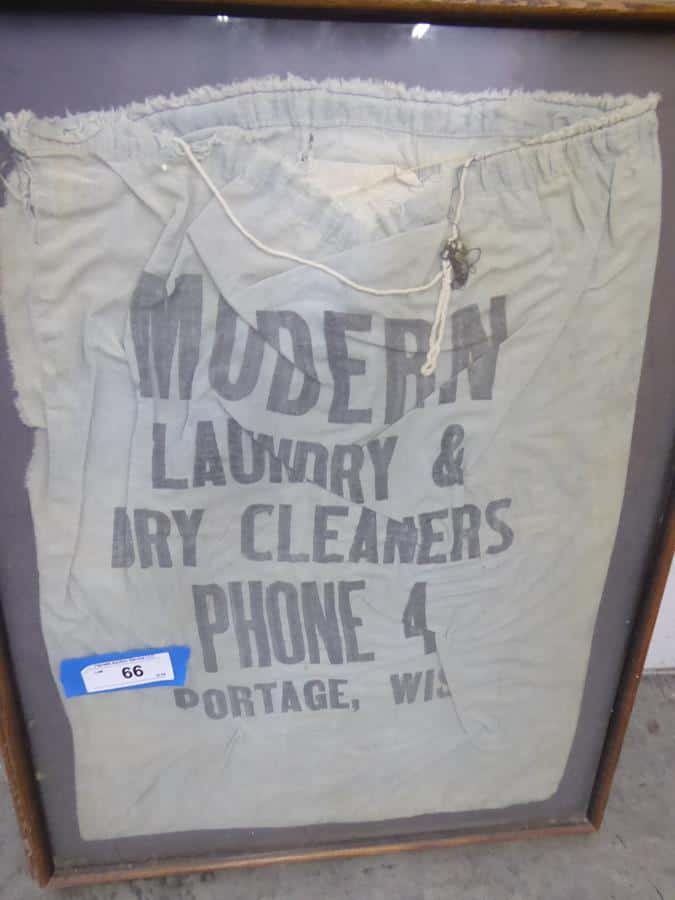 MODERN
LAUNDRY &
DRY CLEANERS
PHONE 4
PORTAGE, WIS
66